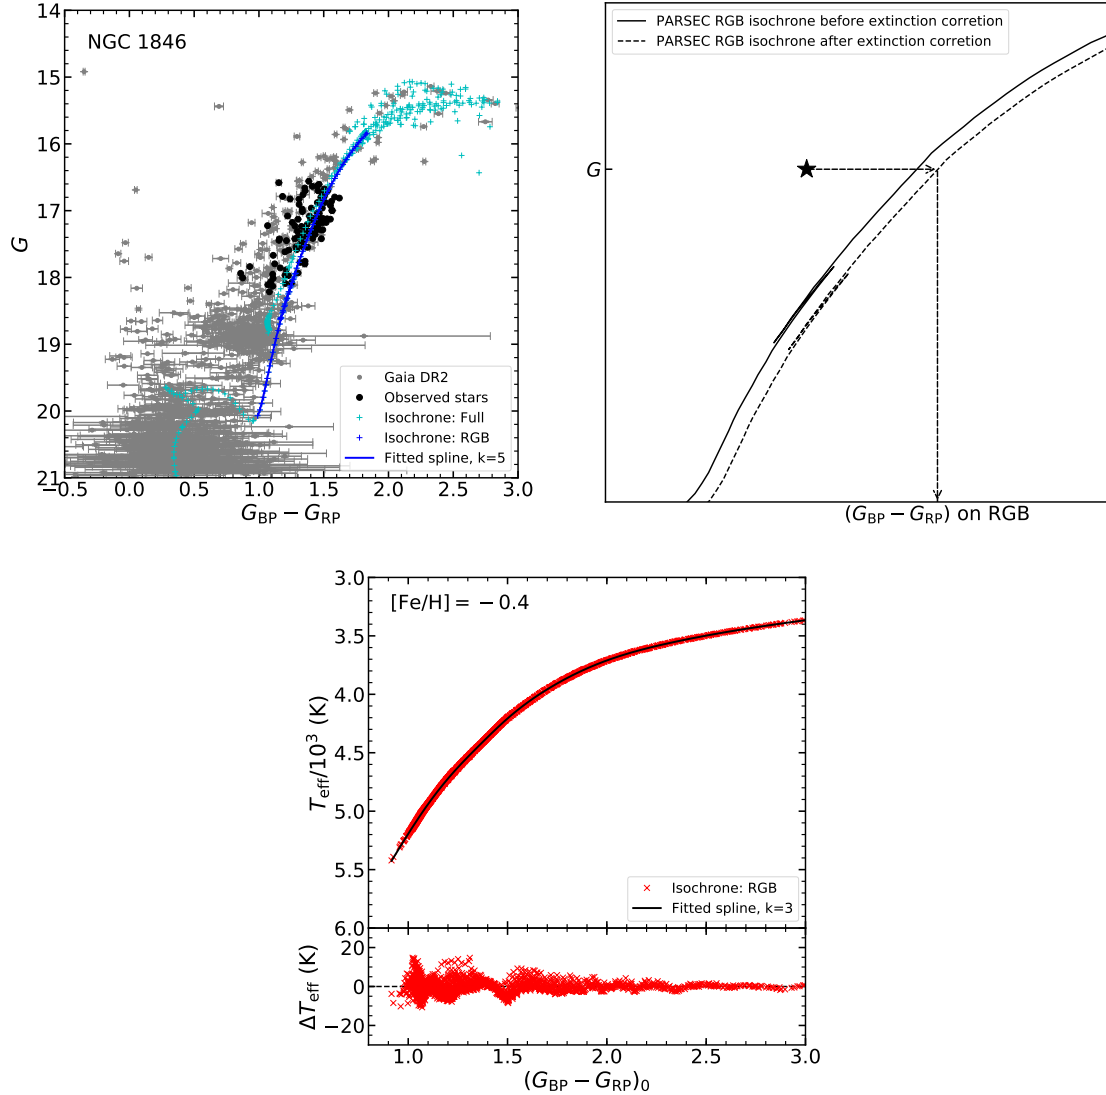 NGC 1846
14
15
16
17
18
19
20
21
G
Gaia DR2
Observed stars
Isochrone: Full
Isochrone: RGB
Fitted spline, k=5
−0.5 0.0 0.5 1.0 1.5 2.0 2.5 3.0
G_BP − G_RP
PARSEC RGB isochrone before extinction corretion
PARSEC RGB isochrone after extinction corretion
G
(G_BP − G_RP) on RGB
[Fe/H] = −0.4
3.0
3.5
4.0
4.5
5.0
5.5
6.0
T_eff/10³ (K)
Isochrone: RGB
Fitted spline, k=3
20
0
−20
ΔT_eff (K)
1.0 1.5 2.0 2.5 3.0
(G_BP − G_RP)₀